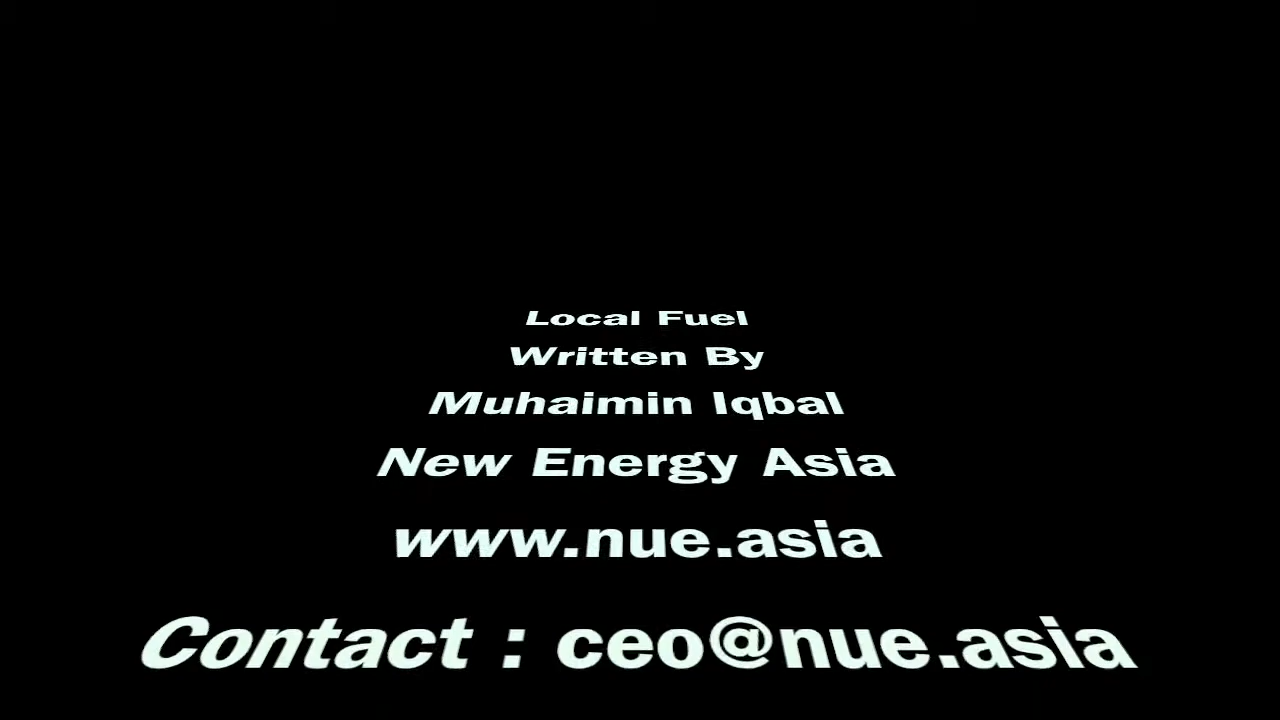 Local Fuel
Written By
Muhaimin Iqbal
New Energy Asia
www.nue.asia
Contact : ceo@nue.asia